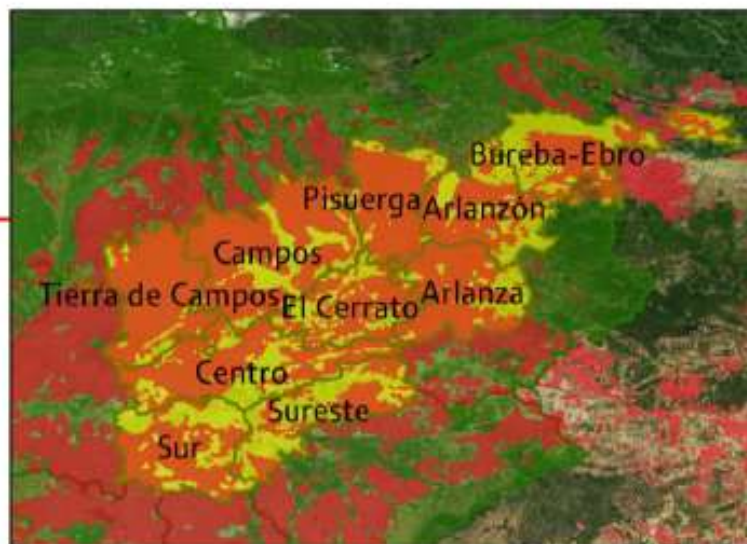 Bureba-Ebro
Pisuerga
Arlanzón
Campos
Tierra de Campos
El Cerrato
Arlanza
Centro
Sureste
Sur